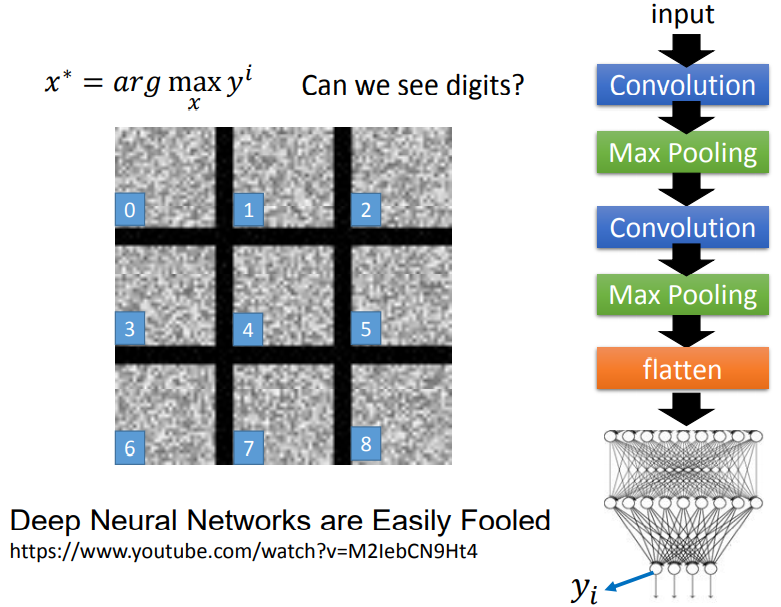 input
x* = arg max y^i
x
Can we see digits?
Convolution
Max Pooling
Convolution
Max Pooling
flatten
0
1
2
3
4
5
6
7
8
Deep Neural Networks are Easily Fooled
https://www.youtube.com/watch?v=M2IebCN9Ht4
y_i